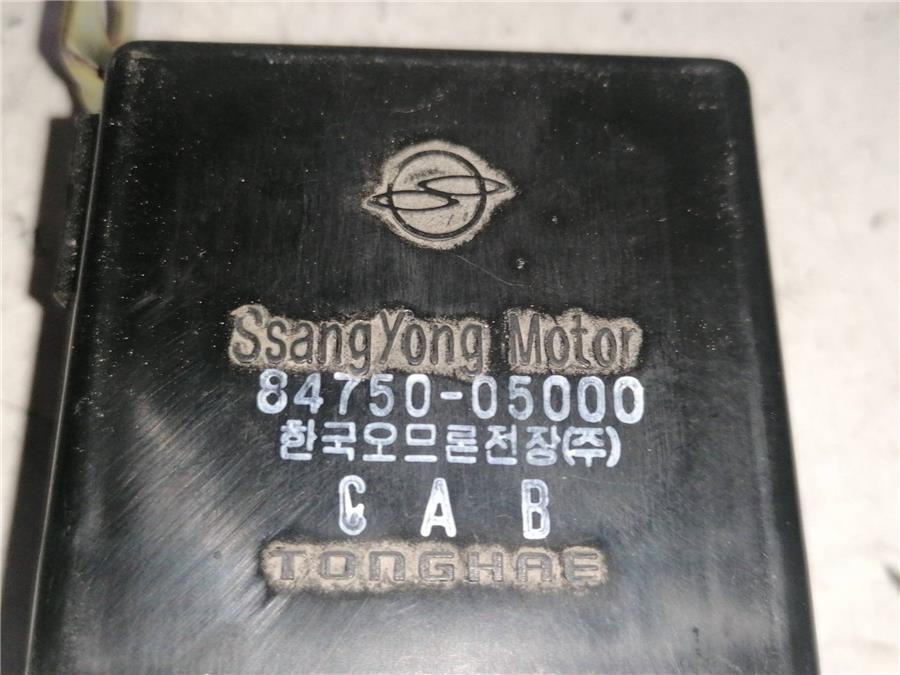 SsangYong Motor
84750-05000
한국오므론전장(주)
C A B
TONGHAE